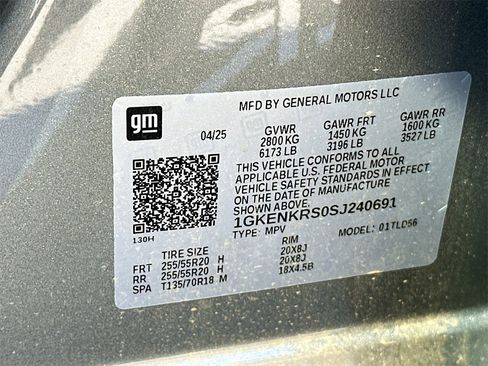 gm
MFD BY GENERAL MOTORS LLC
04/25 GVWR GAWR FRT GAWR RR
2800 KG 1450 KG 1600 KG
6173 LB 3196 LB 3527 LB
THIS VEHICLE CONFORMS TO ALL
APPLICABLE U.S. FEDERAL MOTOR
VEHICLE SAFETY STANDARDS IN EFFECT
ON THE DATE OF MANUFACTURE
SHOWN ABOVE.
1GKENKRS0SJ240691
130H TYPE: MPV MODEL: 01TLD56
TIRE SIZE RIM
FRT 255/55R20 H 20X8J
RR 255/55R20 H 20X8J
SPA T135/70R18 M 18X4.5B